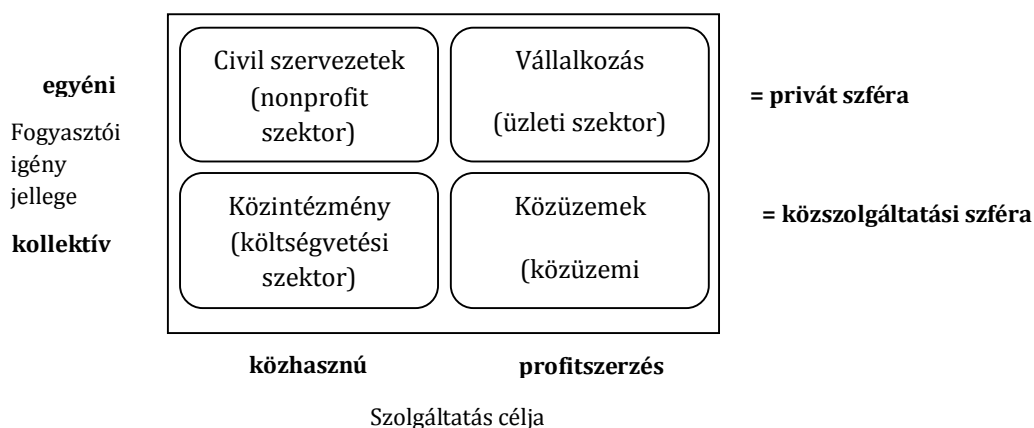 egyéni
Fogyasztói
igény
jellege
kollektív
Civil szervezetek
(nonprofit
szektor)
Vállalkozás
(üzleti szektor)
= privát szféra
Közintézmény
(költségvetési
szektor)
Közüzemek
(közüzemi
= közszolgáltatási szféra
közhasznú
profitszerzés
Szolgáltatás célja